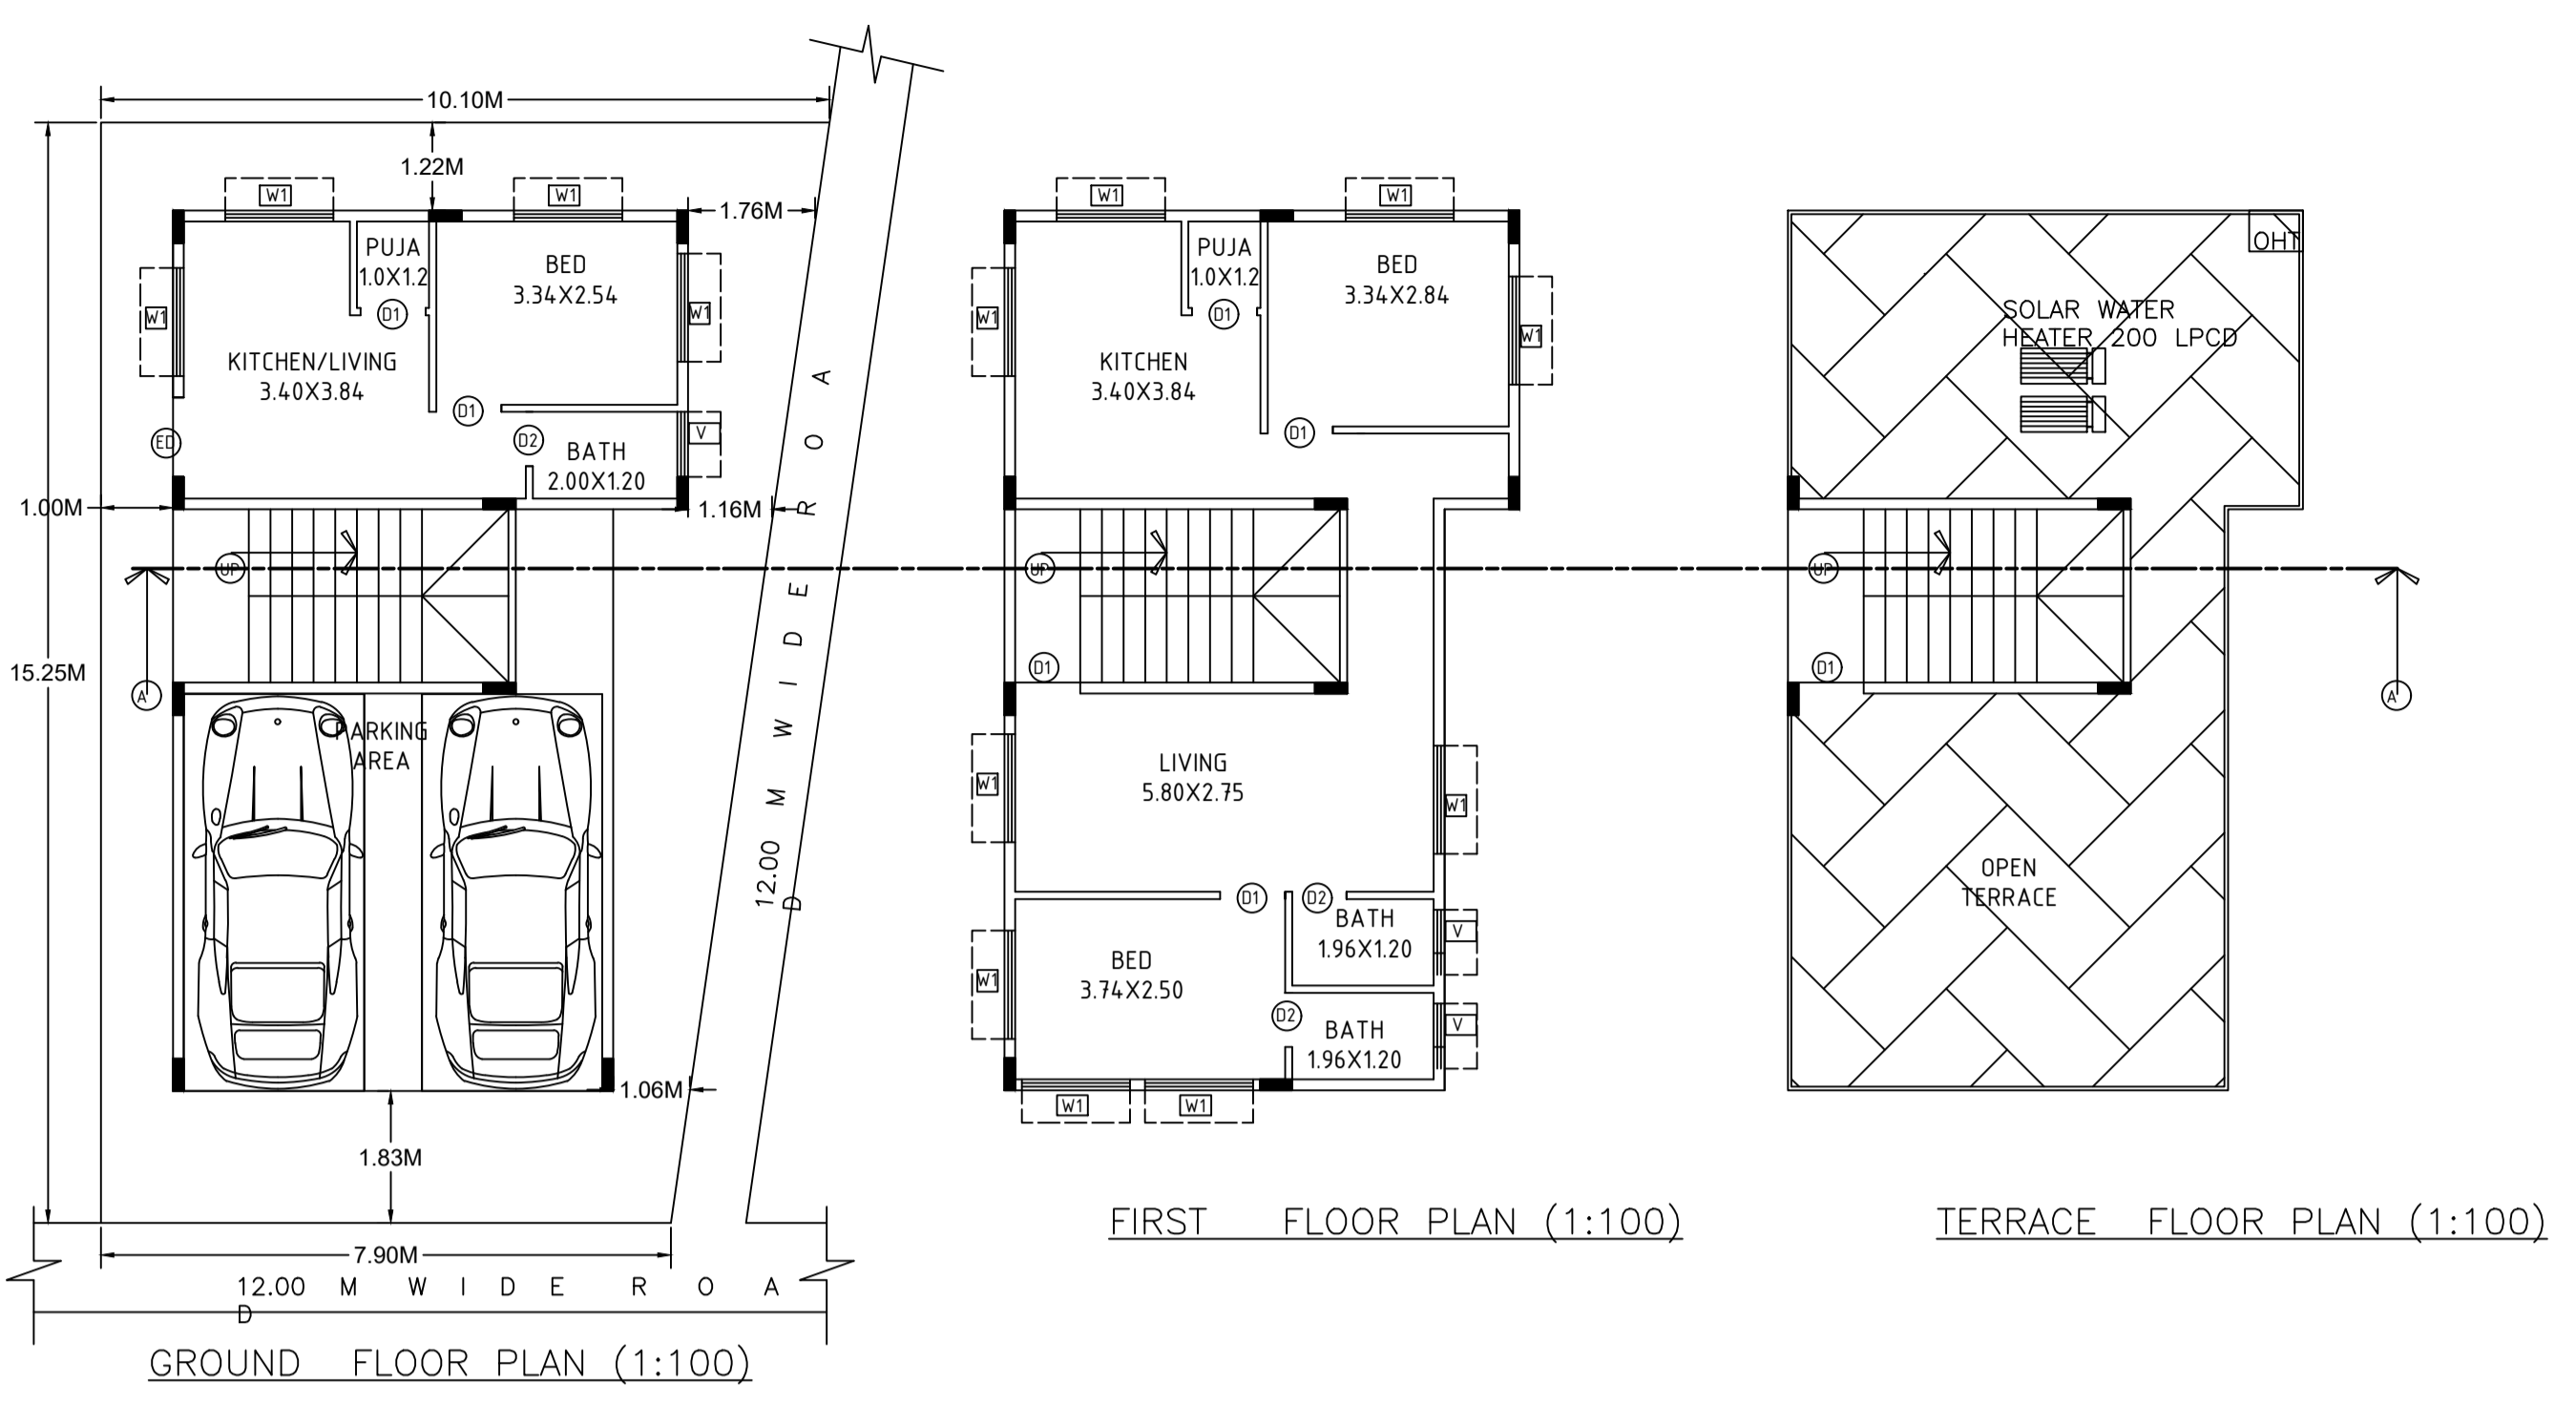 10.10M
1.22M
W1
W1
1.76M
PUJA
1.0X1.2
D1
BED
3.34X2.54
W1
W1
KITCHEN/LIVING
3.40X3.84
D1
ED
D2
V
BATH
2.00X1.20
1.00M
1.16M
UP
15.25M
A
PARKING
AREA
12.00 M W I D E R O A
D
1.06M
1.83M
7.90M
12.00 M W I D E R O A
D
GROUND FLOOR PLAN (1:100)
W1
W1
PUJA
1.0X1.2
D1
BED
3.34X2.84
W1
W1
KITCHEN
3.40X3.84
D1
UP
D1
LIVING
5.80X2.75
W1
W1
D1
D2
BATH
1.96X1.20
V
BED
3.74X2.50
W1
D2
BATH
1.96X1.20
V
W1
W1
FIRST FLOOR PLAN (1:100)
OHT
SOLAR WATER
HEATER 200 LPCD
UP
D1
A
OPEN
TERRACE
TERRACE FLOOR PLAN (1:100)